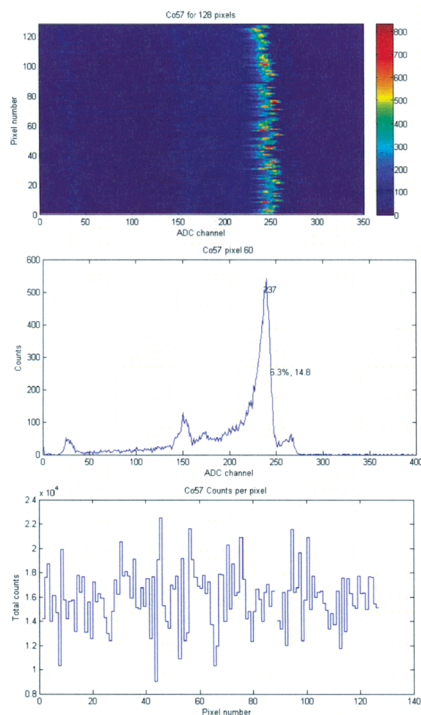 Co57 for 128 pixels
120
100
80
60
40
20
0
Pixel number
0 50 100 150 200 250 300 350
ADC channel
800
700
600
500
400
300
200
100
0
Co57 pixel 60
600
500
400
300
200
100
0
Counts
237
6.3%, 14.8
0 50 100 150 200 250 300 350 400
ADC channel
x 10⁴
Co57 Counts per pixel
2.4
2.2
2
1.8
1.6
1.4
1.2
1
0.8
Total counts
0 20 40 60 80 100 120 140
Pixel number